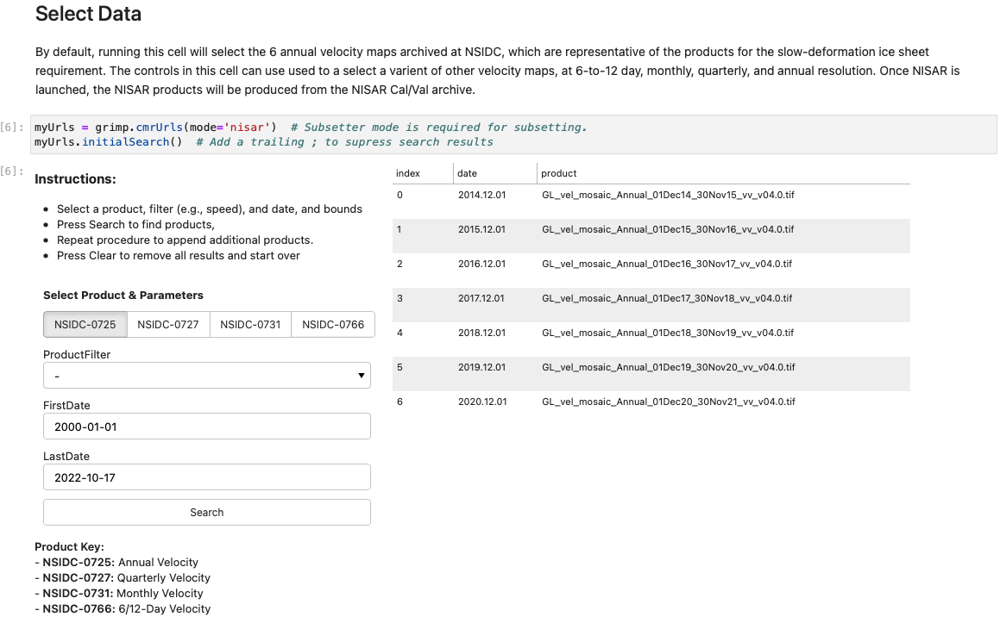 Select Data
By default, running this cell will select the 6 annual velocity maps archived at NSIDC, which are representative of the products for the slow-deformation ice sheet
requirement. The controls in this cell can use used to a select a varient of other velocity maps, at 6-to-12 day, monthly, quarterly, and annual resolution. Once NISAR is
launched, the NISAR products will be produced from the NISAR Cal/Val archive.
[6]: myUrls = grimp.cmrUrls(mode='nisar')  # Subsetter mode is required for subsetting.
myUrls.initialSearch()  # Add a trailing ; to supress search results
[6]:
Instructions:
• Select a product, filter (e.g., speed), and date, and bounds
• Press Search to find products,
• Repeat procedure to append additional products.
• Press Clear to remove all results and start over
Select Product & Parameters
NSIDC-0725 NSIDC-0727 NSIDC-0731 NSIDC-0766
ProductFilter
-
FirstDate
2000-01-01
LastDate
2022-10-17
Search
Product Key:
- NSIDC-0725: Annual Velocity
- NSIDC-0727: Quarterly Velocity
- NSIDC-0731: Monthly Velocity
- NSIDC-0766: 6/12-Day Velocity
index date product
0 2014.12.01 GL_vel_mosaic_Annual_01Dec14_30Nov15_vv_v04.0.tif
1 2015.12.01 GL_vel_mosaic_Annual_01Dec15_30Nov16_vv_v04.0.tif
2 2016.12.01 GL_vel_mosaic_Annual_01Dec16_30Nov17_vv_v04.0.tif
3 2017.12.01 GL_vel_mosaic_Annual_01Dec17_30Nov18_vv_v04.0.tif
4 2018.12.01 GL_vel_mosaic_Annual_01Dec18_30Nov19_vv_v04.0.tif
5 2019.12.01 GL_vel_mosaic_Annual_01Dec19_30Nov20_vv_v04.0.tif
6 2020.12.01 GL_vel_mosaic_Annual_01Dec20_30Nov21_vv_v04.0.tif